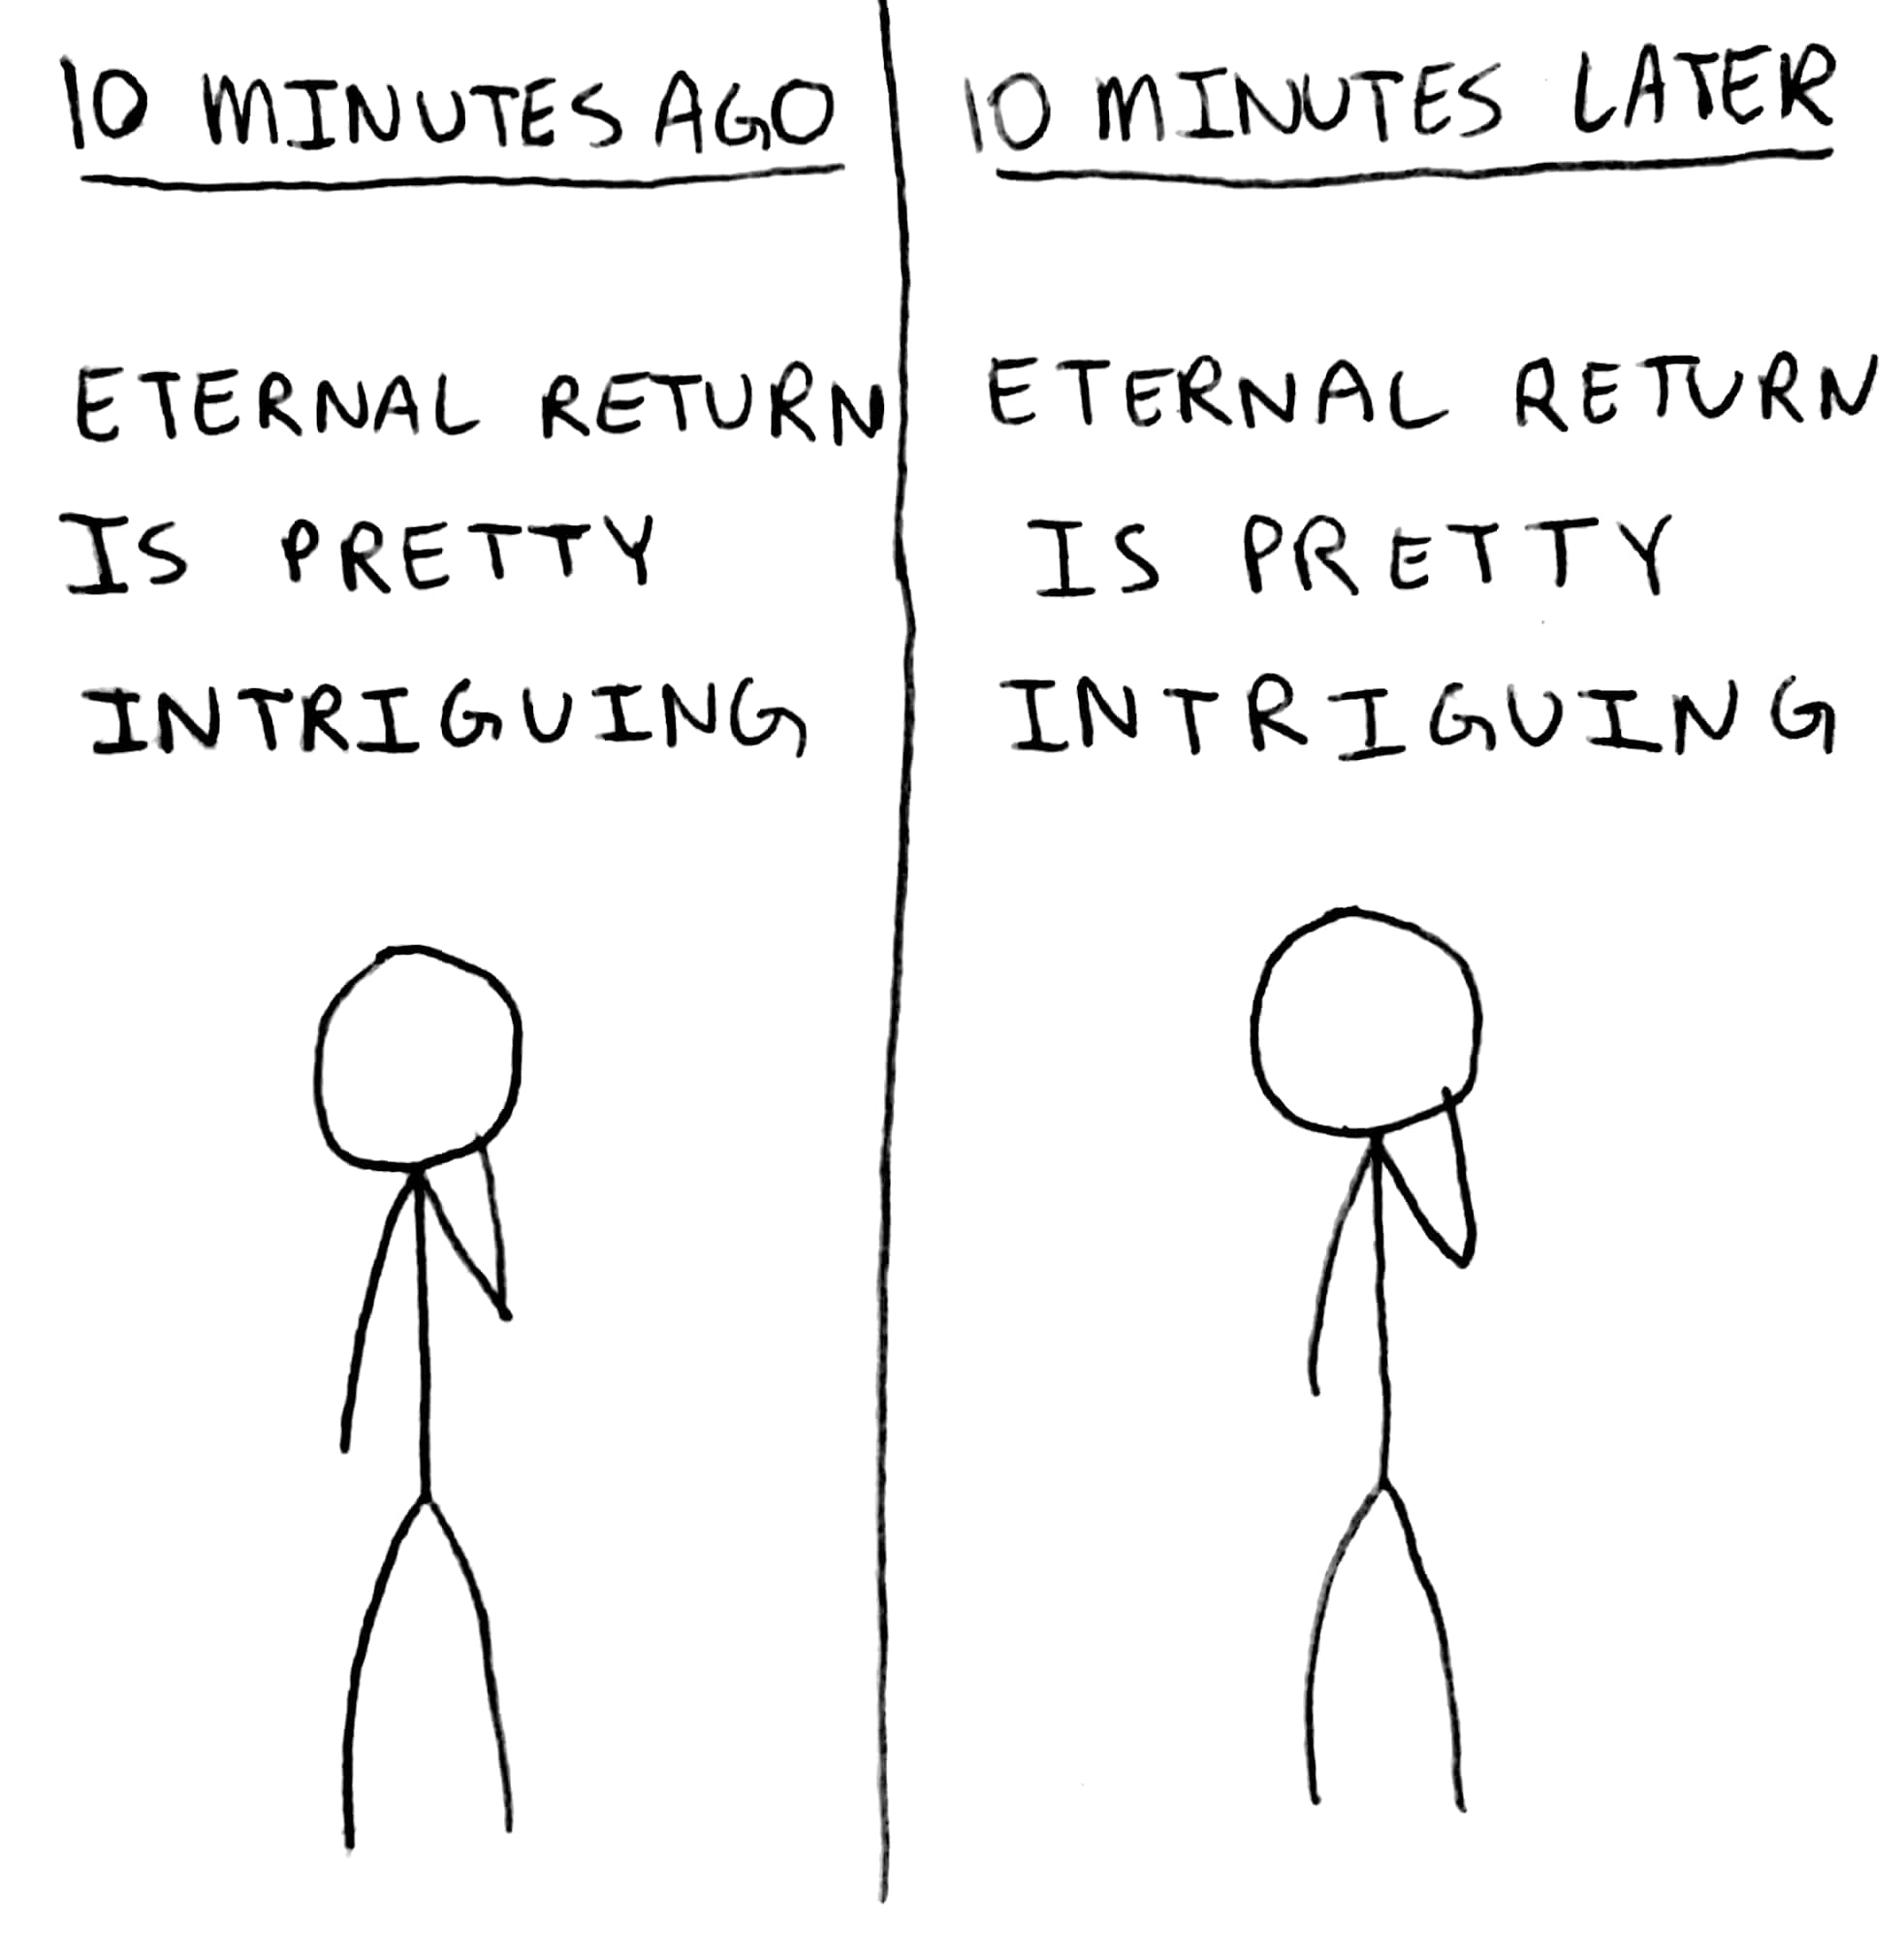 10 MINUTES AGO
ETERNAL RETURN
IS PRETTY
INTRIGUING
10 MINUTES LATER
ETERNAL RETURN
IS PRETTY
INTRIGUING